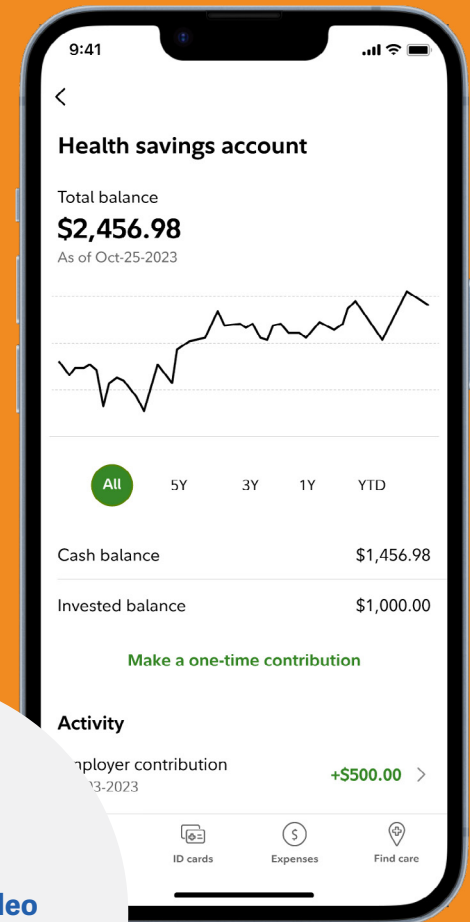 9:41
Health savings account
Total balance
$2,456.98
As of Oct-25-2023
All 5Y 3Y 1Y YTD
Cash balance $1,456.98
Invested balance $1,000.00
Make a one-time contribution
Activity
contribution +$500.00
2023
ID cards Expenses Find care